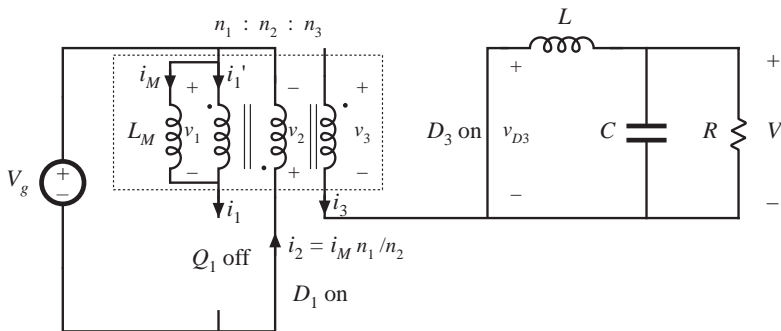 n1 : n2 : n3
iM
i1'
+
+
−
+
LM
v1
v2
v3
−
+
−
Vg
+
−
i1
i3
Q1 off
i2 = iM n1 /n2
D1 on
L
+
+
D3 on
vD3
C
R
V
−
−